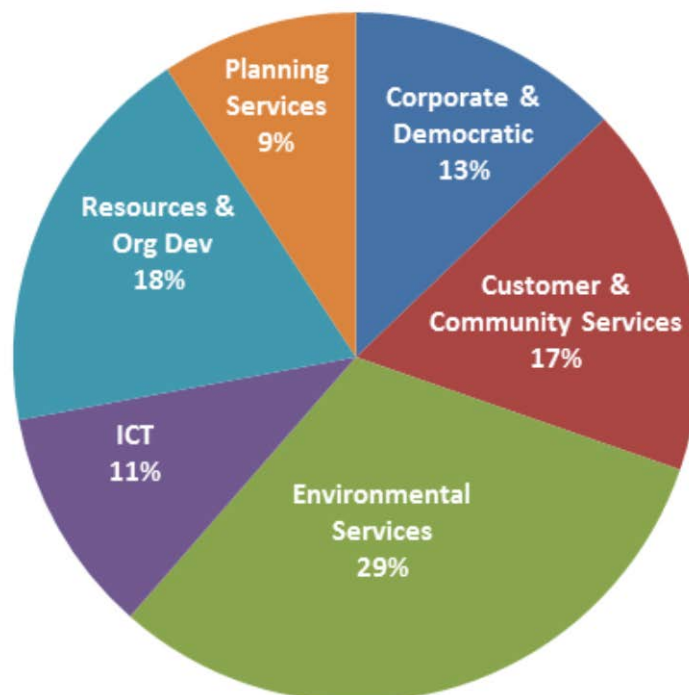 Planning
Services
9%
Corporate &
Democratic
13%
Resources &
Org Dev
18%
Customer &
Community Services
17%
ICT
11%
Environmental
Services
29%